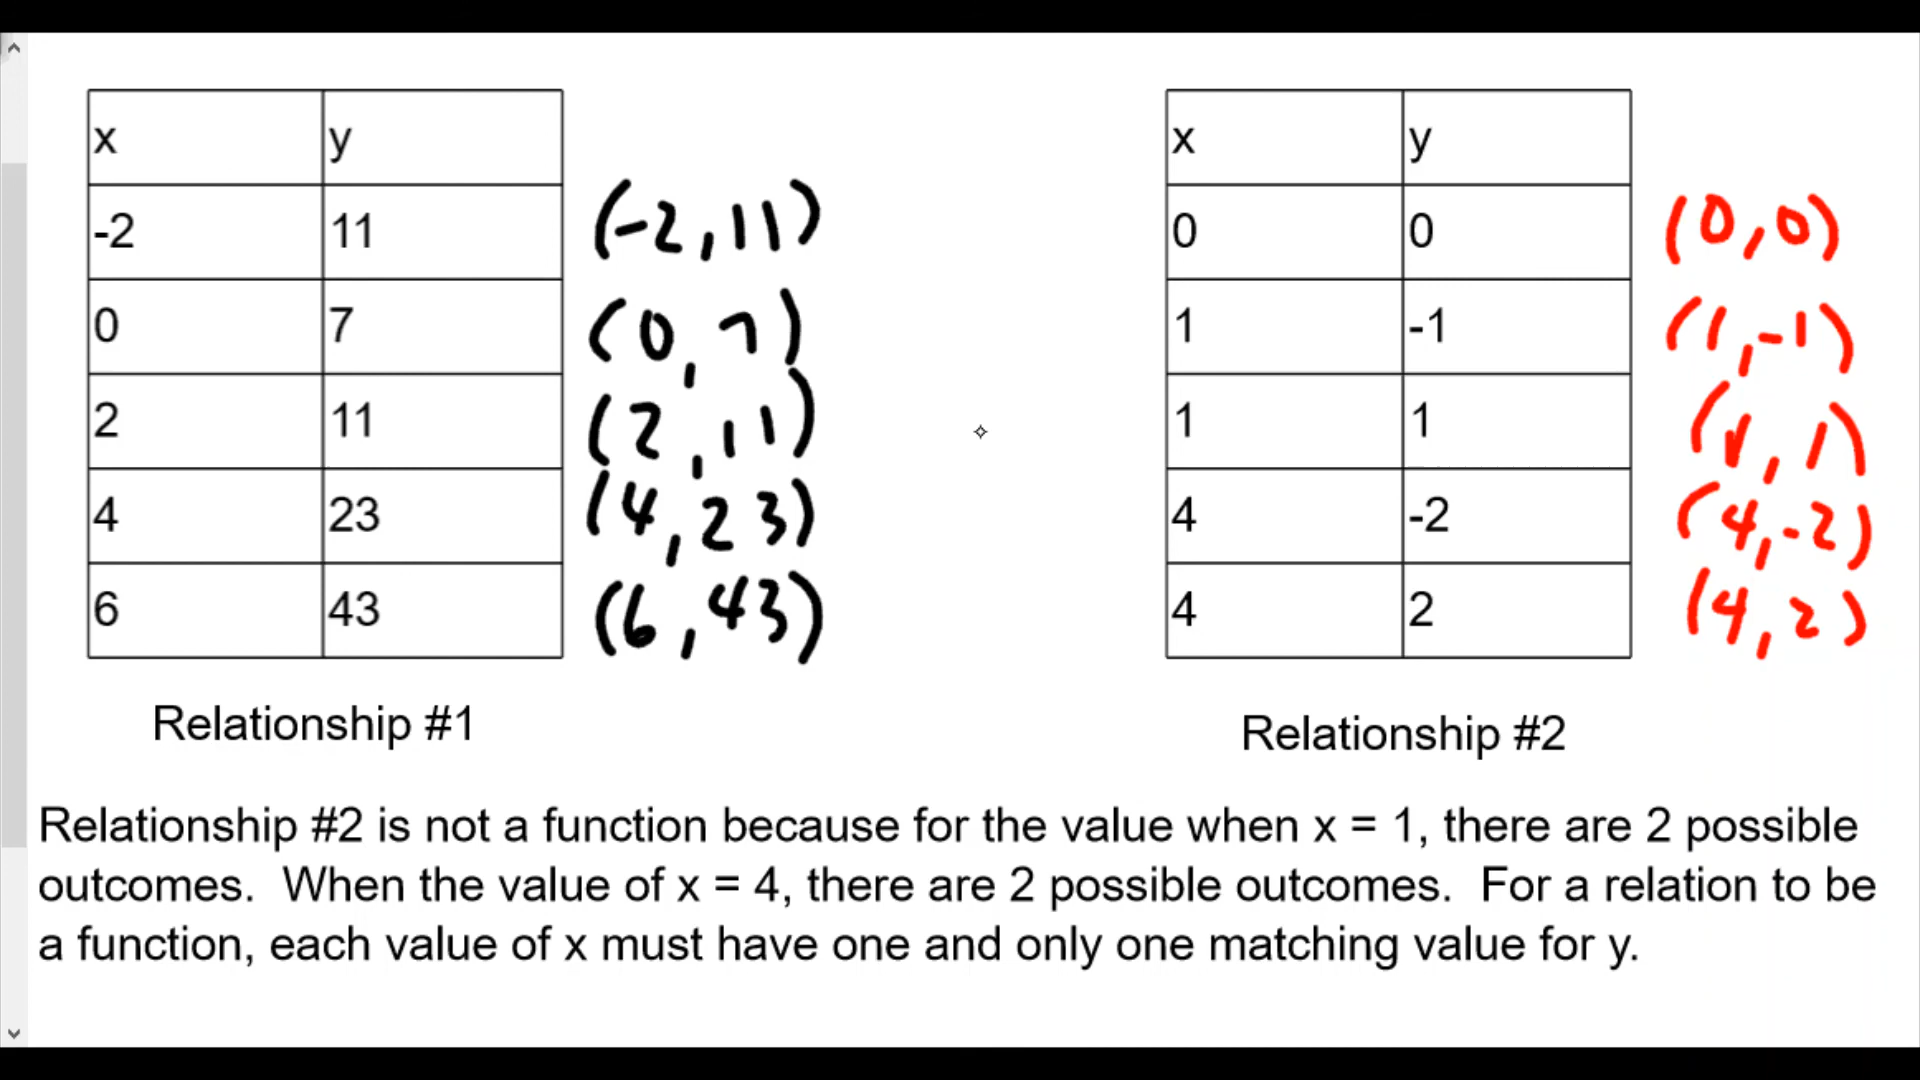 x y
-2 11 (-2,11)
0 7 (0,7)
2 11 (2,11)
4 23 (4,23)
6 43 (6,43)
Relationship #1
x y
0 0 (0,0)
1 -1 (1,-1)
1 1 (1,1)
4 -2 (4,-2)
4 2 (4,2)
Relationship #2
Relationship #2 is not a function because for the value when x = 1, there are 2 possible
outcomes.  When the value of x = 4, there are 2 possible outcomes.  For a relation to be
a function, each value of x must have one and only one matching value for y.